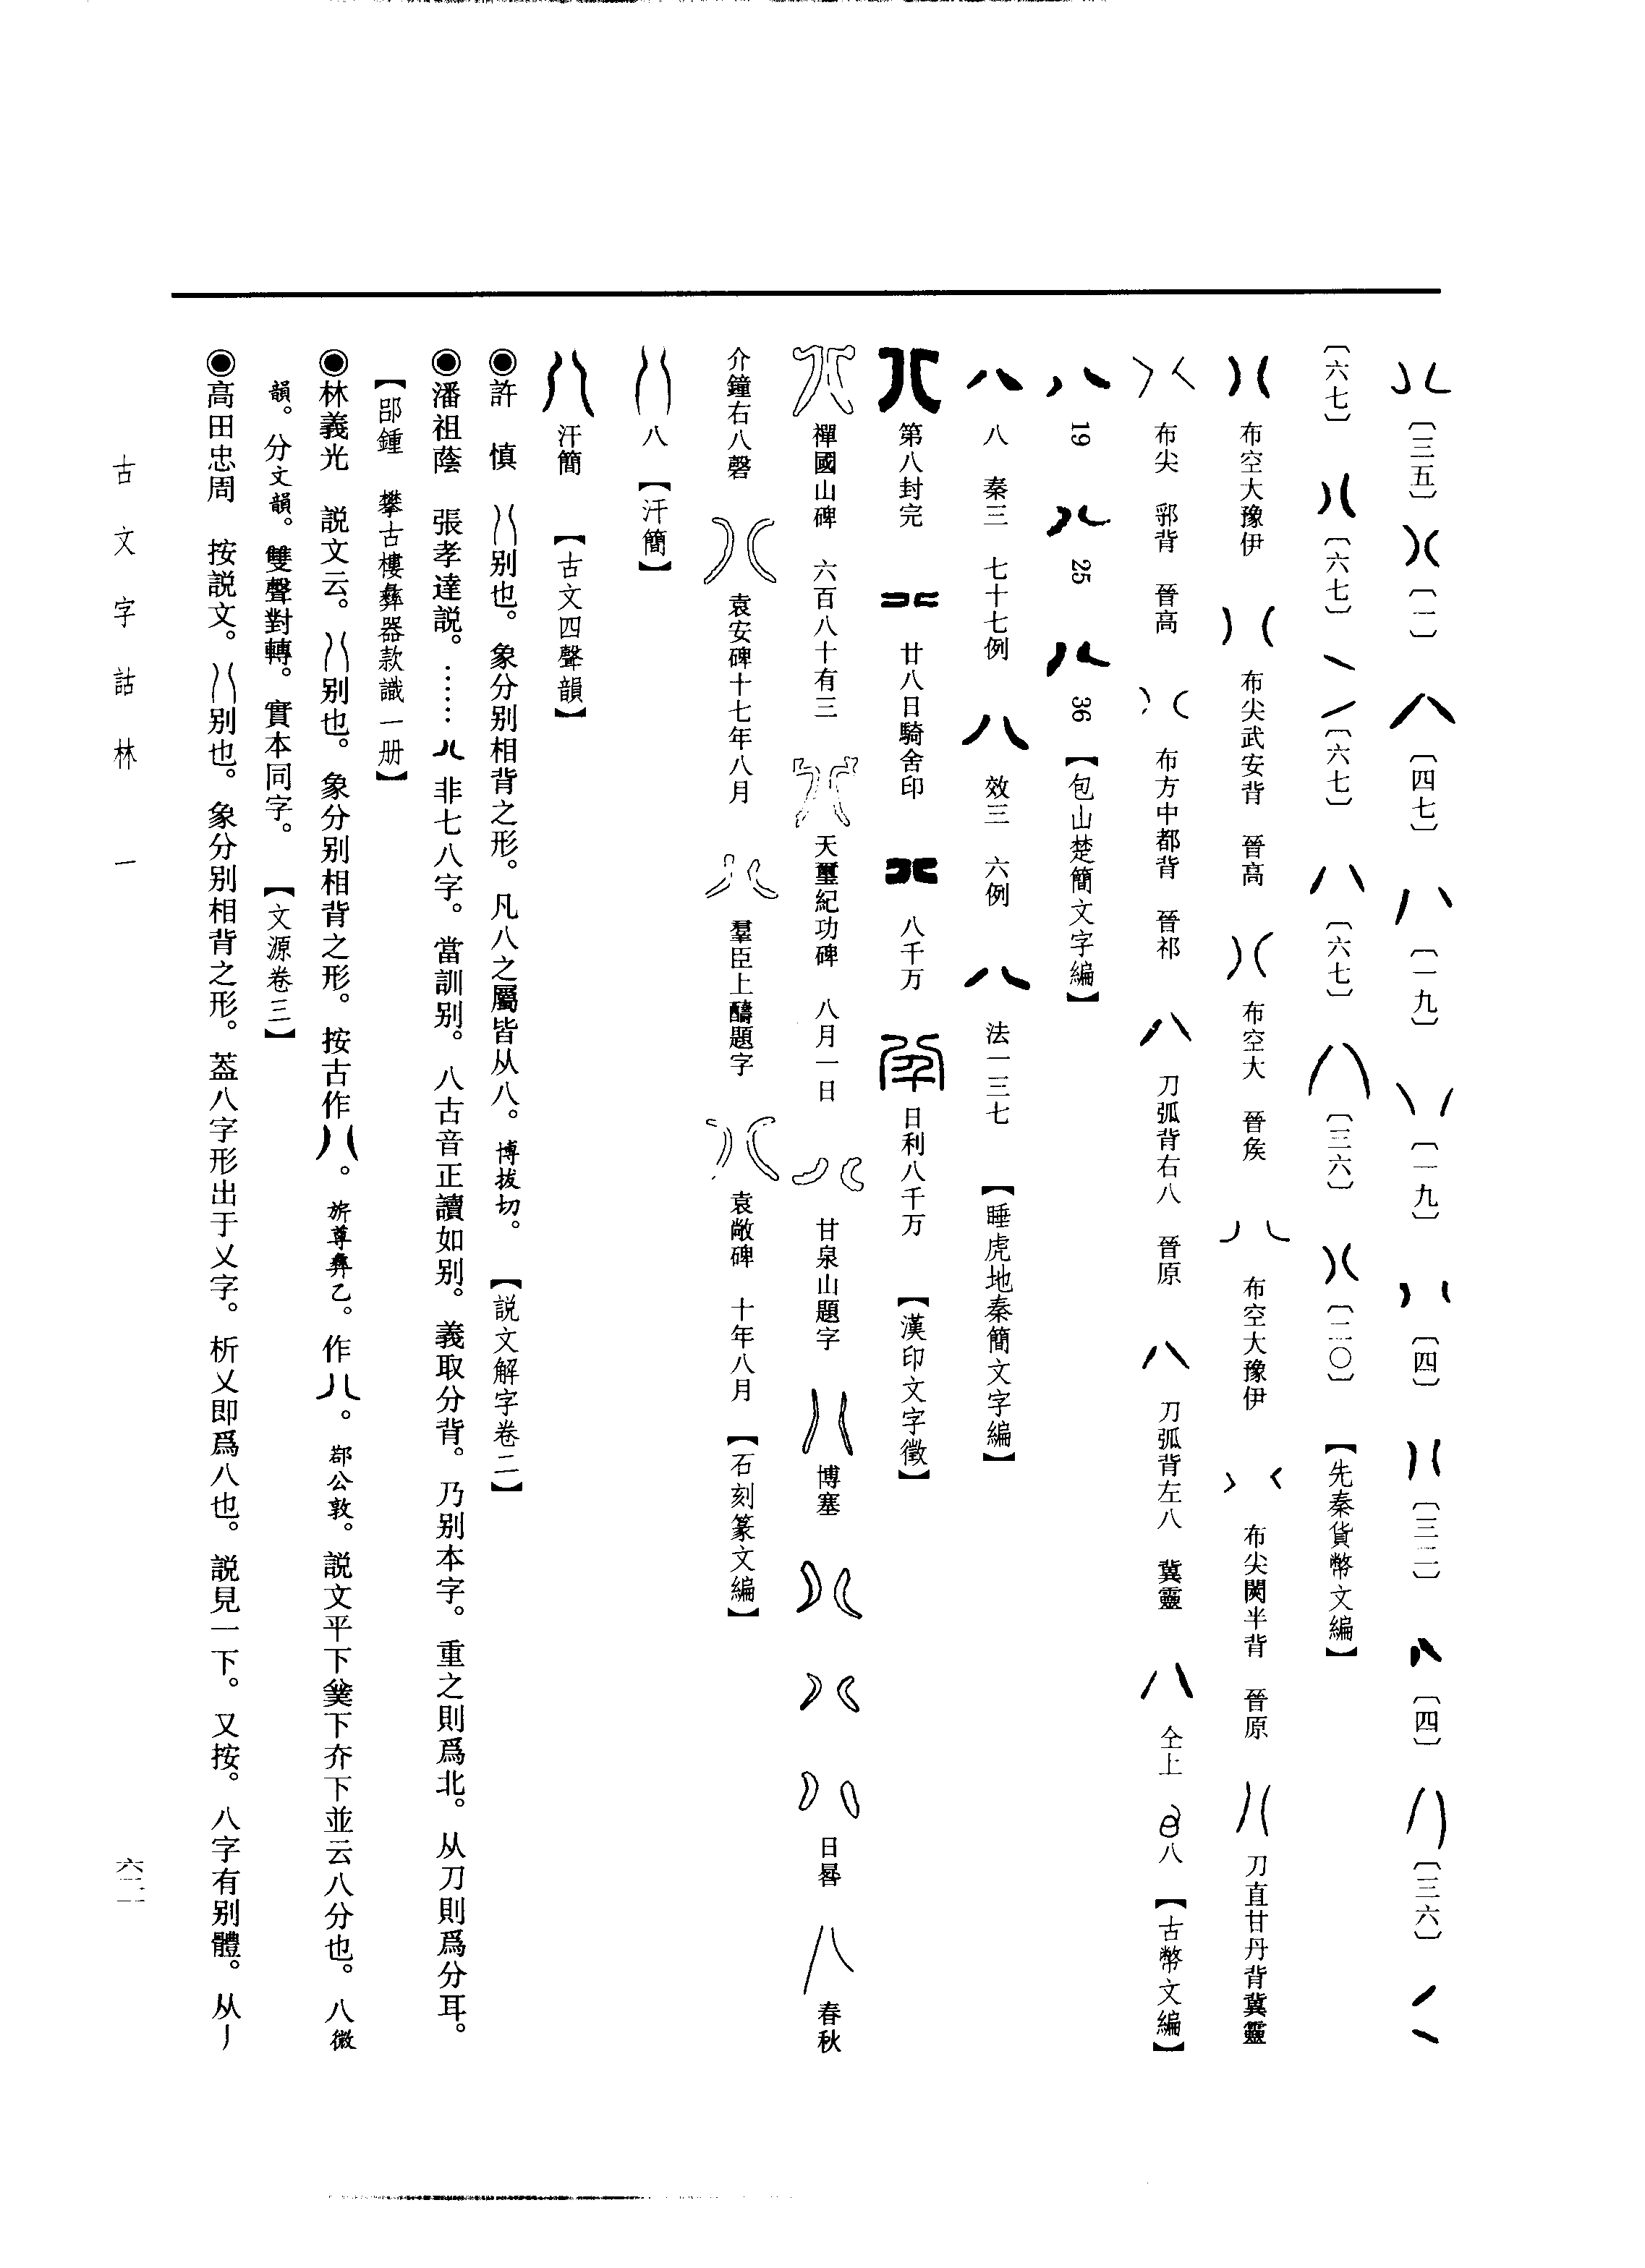 〔三五〕 〔一〕 〔四七〕 〔一九〕 〔一九〕 〔四〕 〔三二〕 〔四〕 〔三六〕
〔六七〕 〔六七〕 〔六七〕 〔六七〕 〔三六〕 〔二〇〕 【先秦貨幣文編】
布空大豫伊 布尖武安背 晉高 布空大 晉矦 布空大豫伊 布尖閔半背 晉原 刀直甘丹背冀靈
布尖 郛背 晉高 布方中都背 晉祁 刀弧背右八 晉原 刀弧背左八 冀靈 仝上 八 【古幣文編】
19 25 36 【包山楚簡文字編】
八 秦三 七十七例 效三 六例 法一三七 【睡虎地秦簡文字編】
第八封完 廿八日騎舍印 八千万 日利八千万 【漢印文字徵】
禪國山碑 六百八十有三 天璽紀功碑 八月一日 甘泉山題字 博塞 日晷 春秋
介鐘右八磬 袁安碑十七年八月 羣臣上醻題字 袁敞碑 十年八月 【石刻篆文編】
八 【汗簡】
汗簡 【古文四聲韻】
◉許 慎 八别也。象分别相背之形。凡八之屬皆从八。博拔切。 【説文解字卷二】
◉潘祖蔭 張孝達説。……八非七八字。當訓别。八古音正讀如别。義取分背。乃别本字。重之則爲北。从刀則爲分耳。
【郘鍾 攀古樓彝器款識一册】
◉林義光 説文云。八别也。象分别相背之形。按古作八。旂尊彝乙。作八。郜公敦。説文平下㒸下夰下並云八分也。八微
韻。分文韻。雙聲對轉。實本同字。 【文源卷三】
◉高田忠周 按説文。八别也。象分别相背之形。葢八字形出于乂字。析乂即爲八也。説見一下。又按。八字有别體。从丿
古文字詁林 一
六二